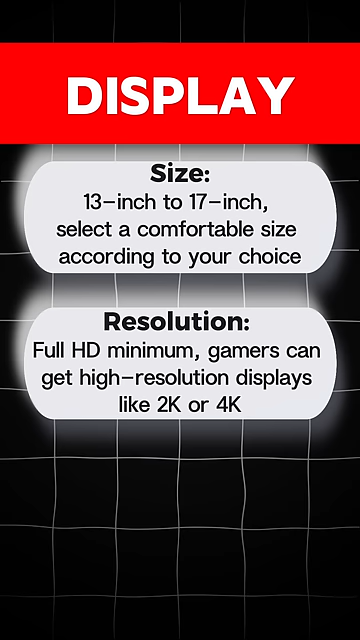 DISPLAY
Size:
13-inch to 17-inch,
select a comfortable size
according to your choice
Resolution:
Full HD minimum, gamers can
get high-resolution displays
like 2K or 4K